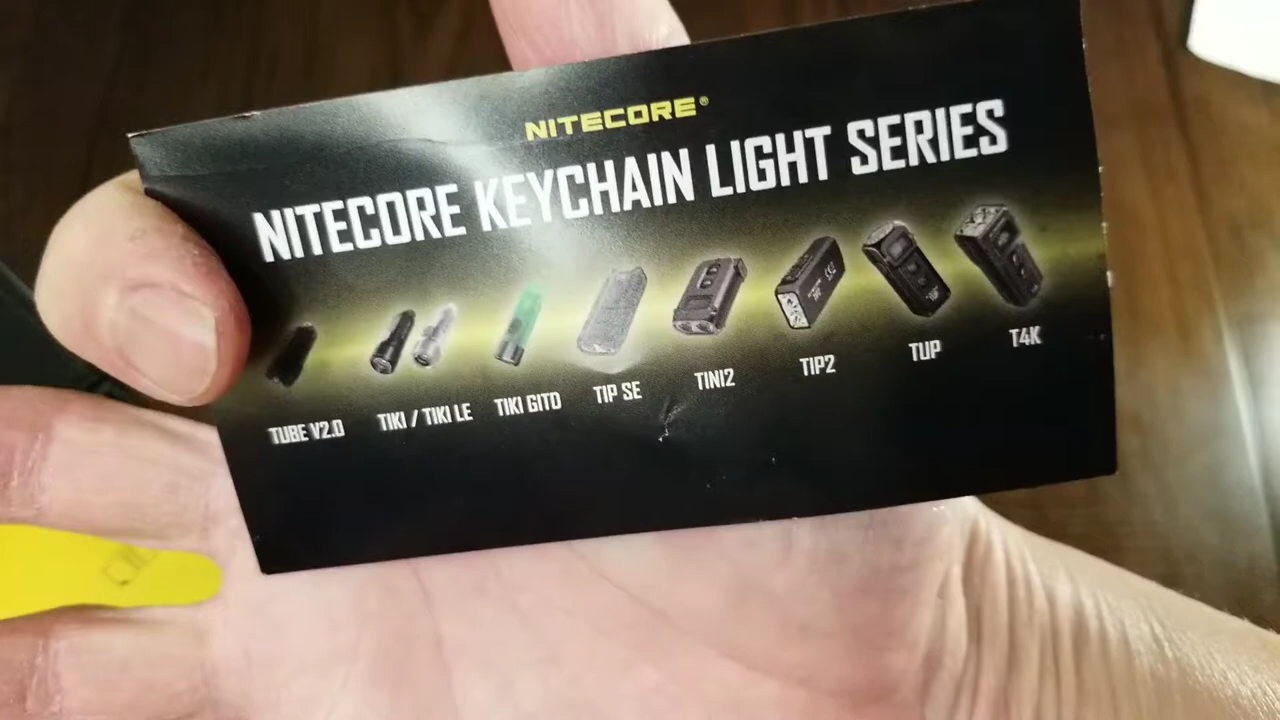 NITECORE®
NITECORE KEYCHAIN LIGHT SERIES
TUBE V2.0
TIKI / TIKI LE
TIKI GITD
TIP SE
TINI2
TIP2
TUP
T4K